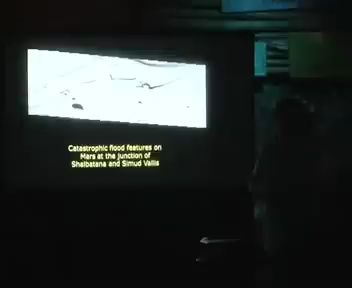 Catastrophic flood features on
Mars at the junction of
Shalbatana and Simud Vallis